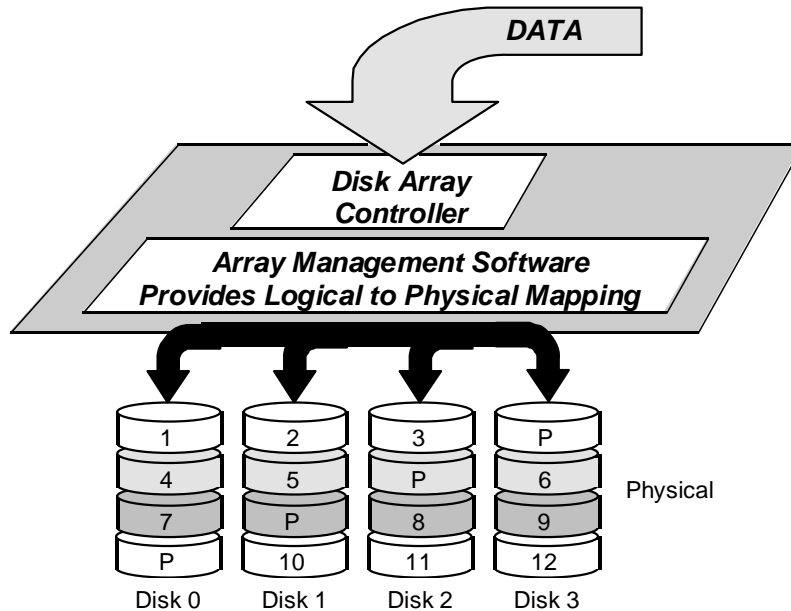 DATA
Disk Array
Controller
Array Management Software
Provides Logical to Physical Mapping
1 2 3 P
4 5 P 6
Physical
7 P 8 9
P 10 11 12
Disk 0 Disk 1 Disk 2 Disk 3